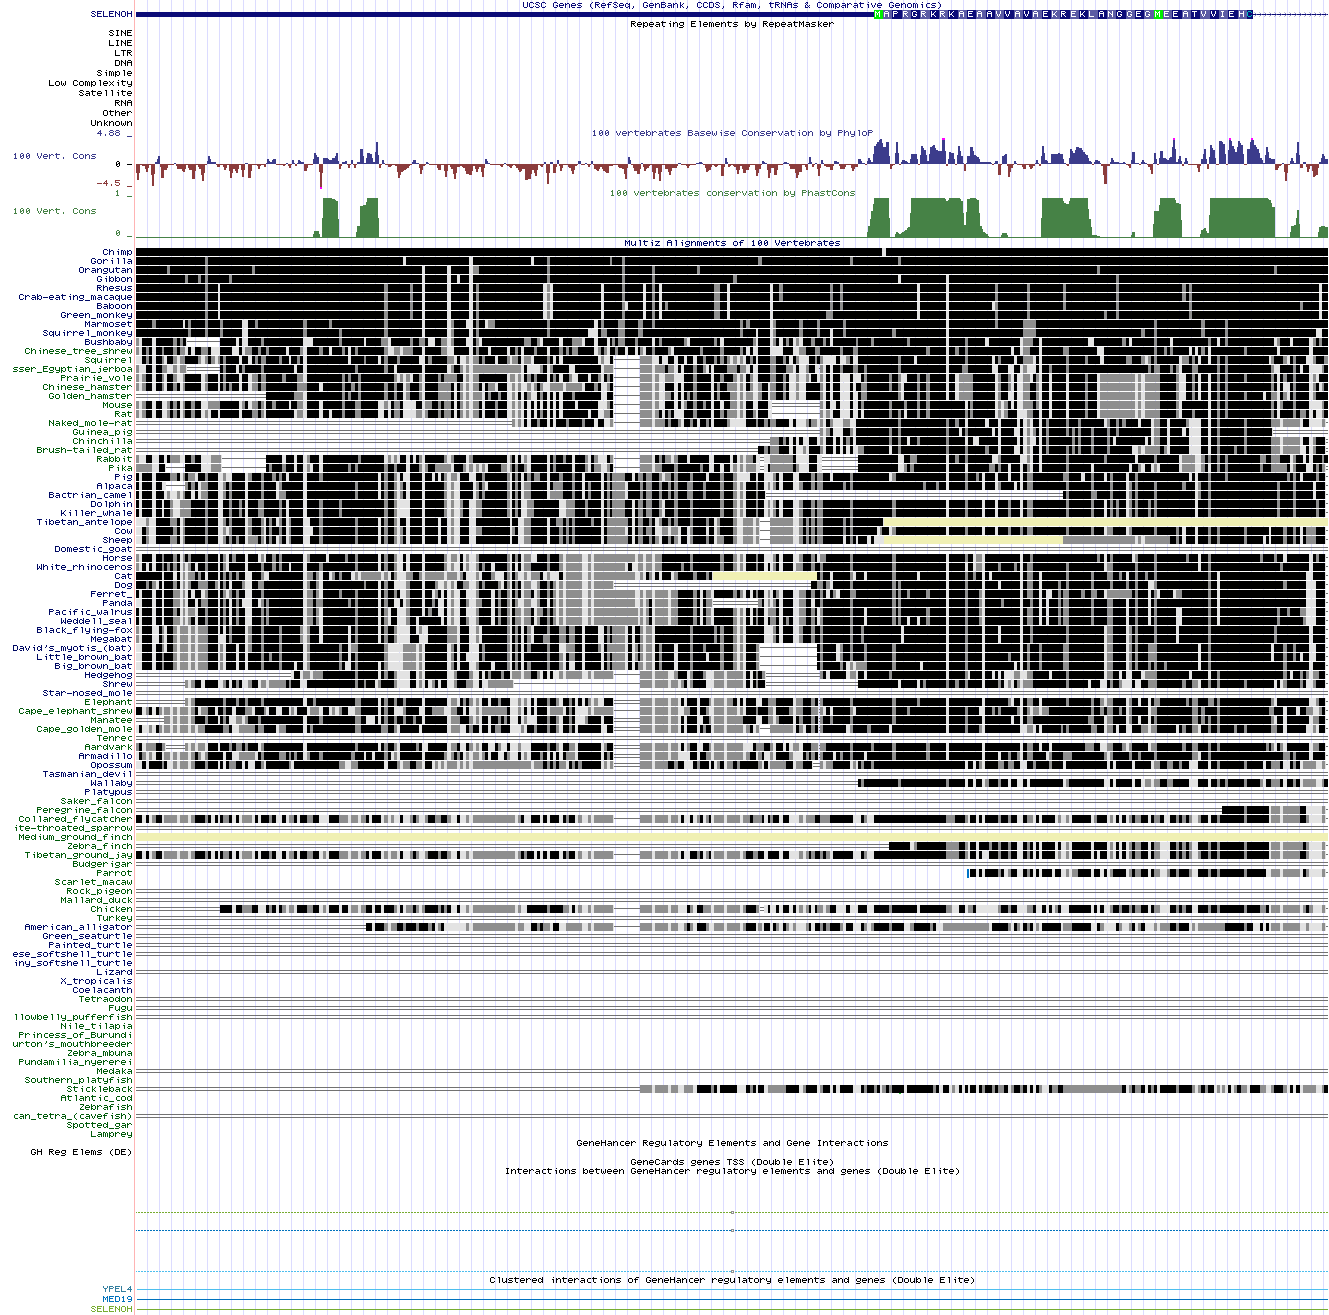 UCSC Genes (RefSeq, GenBank, CCDS, Rfam, tRNAs & Comparative Genomics)
SELENOH MAPRGRKRKAEAAVVAVAEKREKLANGGEGMEEATVVIEHC
Repeating Elements by RepeatMasker
SINE
LINE
LTR
DNA
Simple
Low Complexity
Satellite
RNA
Other
Unknown
4.88 _
100 vertebrates Basewise Conservation by PhyloP
100 Vert. Cons
0 _
-4.5 _
100 vertebrates conservation by PhastCons
1 _
100 Vert. Cons
0 _
Multiz Alignments of 100 Vertebrates
Chimp
Gorilla
Orangutan
Gibbon
Rhesus
Crab-eating_macaque
Baboon
Green_monkey
Marmoset
Squirrel_monkey
Bushbaby
Chinese_tree_shrew
Squirrel
sser_Egyptian_jerboa
Prairie_vole
Chinese_hamster
Golden_hamster
Mouse
Rat
Naked_mole-rat
Guinea_pig
Chinchilla
Brush-tailed_rat
Rabbit
Pika
Pig
Alpaca
Bactrian_camel
Dolphin
Killer_whale
Tibetan_antelope
Cow
Sheep
Domestic_goat
Horse
White_rhinoceros
Cat
Dog
Ferret_
Panda
Pacific_walrus
Weddell_seal
Black_flying-fox
Megabat
David's_myotis_(bat)
Little_brown_bat
Big_brown_bat
Hedgehog
Shrew
Star-nosed_mole
Elephant
Cape_elephant_shrew
Manatee
Cape_golden_mole
Tenrec
Aardvark
Armadillo
Opossum
Tasmanian_devil
Wallaby
Platypus
Saker_falcon
Peregrine_falcon
Collared_flycatcher
ite-throated_sparrow
Medium_ground_finch
Zebra_finch
Tibetan_ground_jay
Budgerigar
Parrot
Scarlet_macaw
Rock_pigeon
Mallard_duck
Chicken
Turkey
American_alligator
Green_seaturtle
Painted_turtle
ese_softshell_turtle
iny_softshell_turtle
Lizard
X_tropicalis
Coelacanth
Tetraodon
Fugu
llowbelly_pufferfish
Nile_tilapia
Princess_of_Burundi
urton's_mouthbreeder
Zebra_mbuna
Pundamilia_nyererei
Medaka
Southern_platyfish
Stickleback
Atlantic_cod
Zebrafish
can_tetra_(cavefish)
Spotted_gar
Lamprey
GeneHancer Regulatory Elements and Gene Interactions
GH Reg Elems (DE)
GeneCards genes TSS (Double Elite)
Interactions between GeneHancer regulatory elements and genes (Double Elite)
Clustered interactions of GeneHancer regulatory elements and genes (Double Elite)
YPEL4
MED19
SELENOH